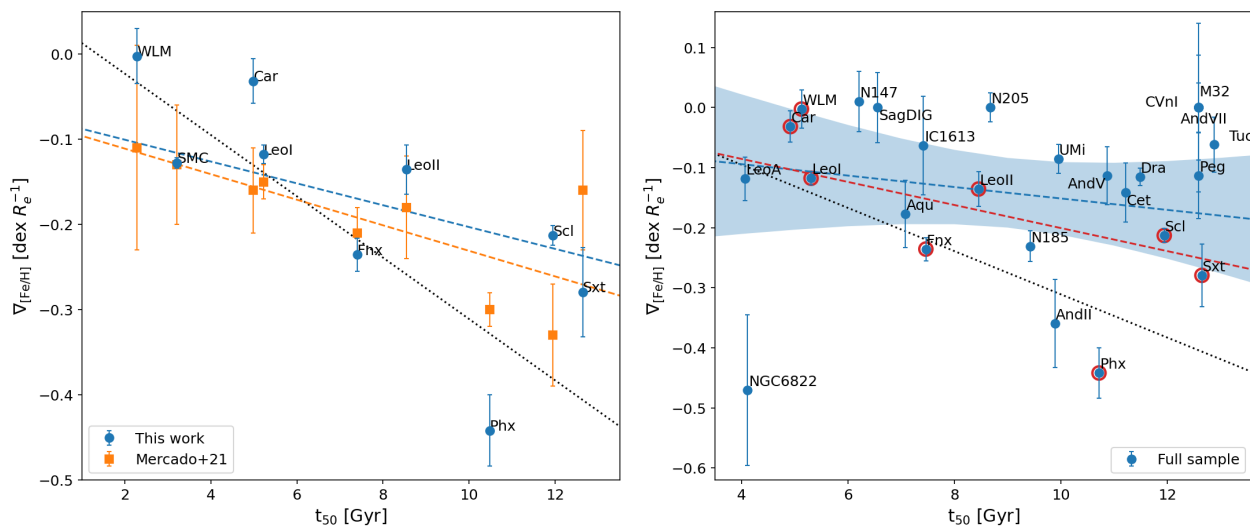 ∇[Fe/H] [dex Rₑ⁻¹]
0.0
−0.1
−0.2
−0.3
−0.4
−0.5
WLM
Car
SMC
LeoI
LeoII
Fnx
Scl
Sxt
Phx
This work
Mercado+21
2 4 6 8 10 12
t₅₀ [Gyr]
∇[Fe/H] [dex Rₑ⁻¹]
0.1
0.0
−0.1
−0.2
−0.3
−0.4
−0.5
−0.6
WLM
N147
N205
CVnI
M32
Car
SagDIG
AndVII
IC1613
UMi
Tuc
LeoA
LeoI
LeoII
AndV
Dra
Peg
Aqu
Cet
Fnx
N185
Scl
Sxt
AndII
Phx
NGC6822
Full sample
4 6 8 10 12
t₅₀ [Gyr]